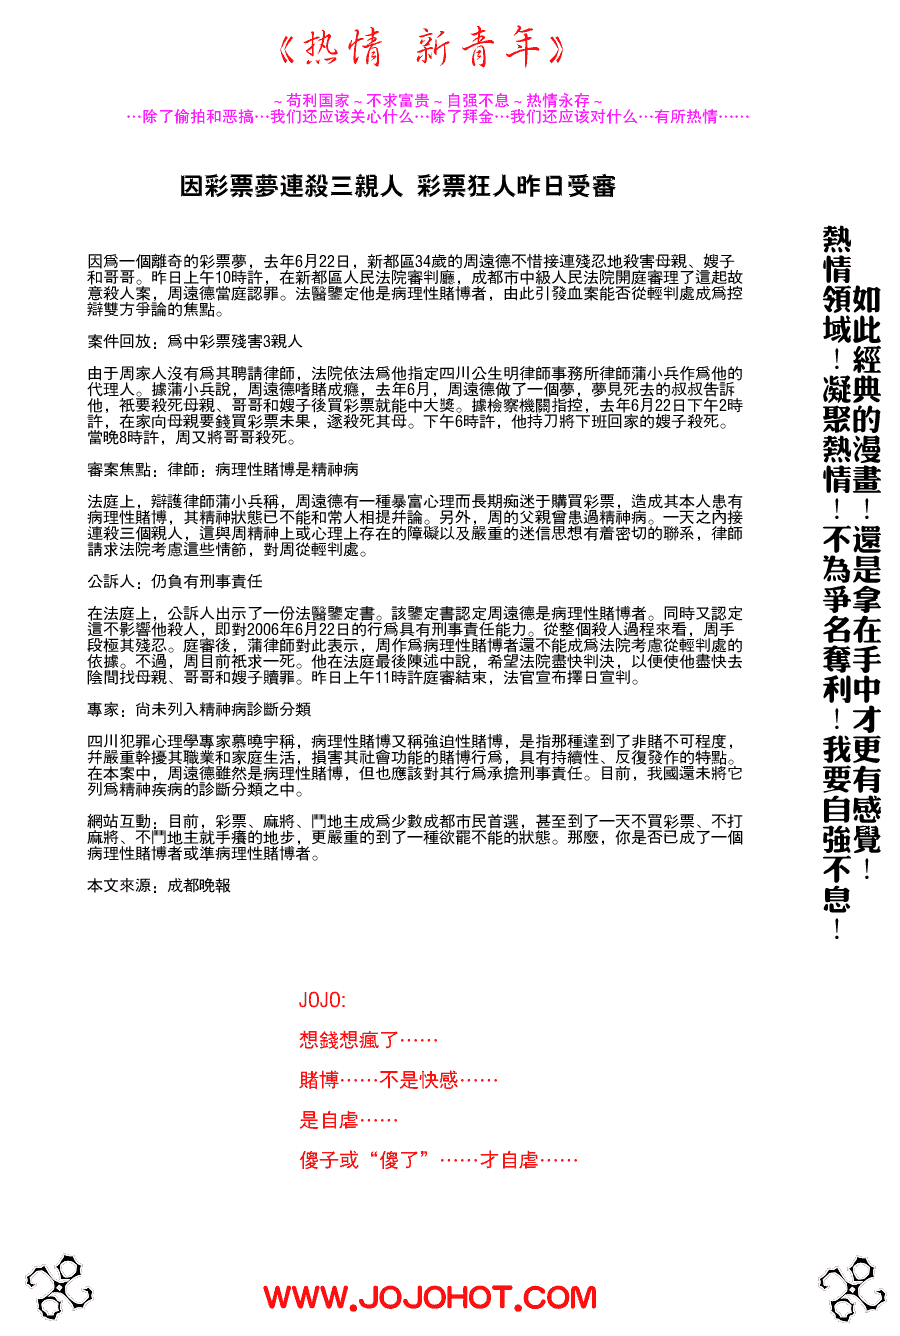 《热情 新青年》
～苟利国家～不求富贵～自强不息～热情永存～
…除了偷拍和恶搞…我们还应该关心什么…除了拜金…我们还应该对什么…有所热情……
因彩票夢連殺三親人 彩票狂人昨日受審
因爲一個離奇的彩票夢，去年6月22日，新都區34歲的周遠德不惜接連殘忍地殺害母親、嫂子
和哥哥。昨日上午10時許，在新都區人民法院審判廳，成都市中級人民法院開庭審理了這起故
意殺人案，周遠德當庭認罪。法醫鑒定他是病理性賭博者，由此引發血案能否從輕判處成爲控
辯雙方爭論的焦點。
案件回放：爲中彩票殘害3親人
由于周家人沒有爲其聘請律師，法院依法爲他指定四川公生明律師事務所律師蒲小兵作爲他的
代理人。據蒲小兵說，周遠德嗜賭成癮，去年6月，周遠德做了一個夢，夢見死去的叔叔告訴
他，衹要殺死母親、哥哥和嫂子後買彩票就能中大獎。據檢察機關指控，去年6月22日下午2時
許，在家向母親要錢買彩票未果，遂殺死其母。下午6時許，他持刀將下班回家的嫂子殺死。
當晚8時許，周又將哥哥殺死。
審案焦點：律師：病理性賭博是精神病
法庭上，辯護律師蒲小兵稱，周遠德有一種暴富心理而長期痴迷于購買彩票，造成其本人患有
病理性賭博，其精神狀態已不能和常人相提幷論。另外，周的父親曾患過精神病。一天之內接
連殺三個親人，這與周精神上或心理上存在的障礙以及嚴重的迷信思想有着密切的聯系，律師
請求法院考慮這些情節，對周從輕判處。
公訴人：仍負有刑事責任
在法庭上，公訴人出示了一份法醫鑒定書。該鑒定書認定周遠德是病理性賭博者。同時又認定
這不影響他殺人，即對2006年6月22日的行爲具有刑事責任能力。從整個殺人過程來看，周手
段極其殘忍。庭審後，蒲律師對此表示，周作爲病理性賭博者還不能成爲法院考慮從輕判處的
依據。不過，周目前衹求一死。他在法庭最後陳述中說，希望法院盡快判決，以便使他盡快去
陰間找母親、哥哥和嫂子贖罪。昨日上午11時許庭審結束，法官宣布擇日宣判。
專家：尙未列入精神病診斷分類
四川犯罪心理學專家慕曉宇稱，病理性賭博又稱強迫性賭博，是指那種達到了非賭不可程度，
幷嚴重幹擾其職業和家庭生活，損害其社會功能的賭博行爲，具有持續性、反復發作的特點。
在本案中，周遠德雖然是病理性賭博，但也應該對其行爲承擔刑事責任。目前，我國還未將它
列爲精神疾病的診斷分類之中。
網站互動：目前，彩票、麻將、鬥地主成爲少數成都市民首選，甚至到了一天不買彩票、不打
麻將、不鬥地主就手癢的地步，更嚴重的到了一種欲罷不能的狀態。那麼，你是否已成了一個
病理性賭博者或準病理性賭博者。
本文來源：成都晚報
如此經典的漫畫！還是拿在手中才更有感覺！
熱情領域！凝聚熱情！不為爭名奪利！我要自強不息！
JOJO:
想錢想瘋了……
賭博……不是快感……
是自虐……
傻子或“傻了”……才自虐……
WWW.JOJOHOT.COM